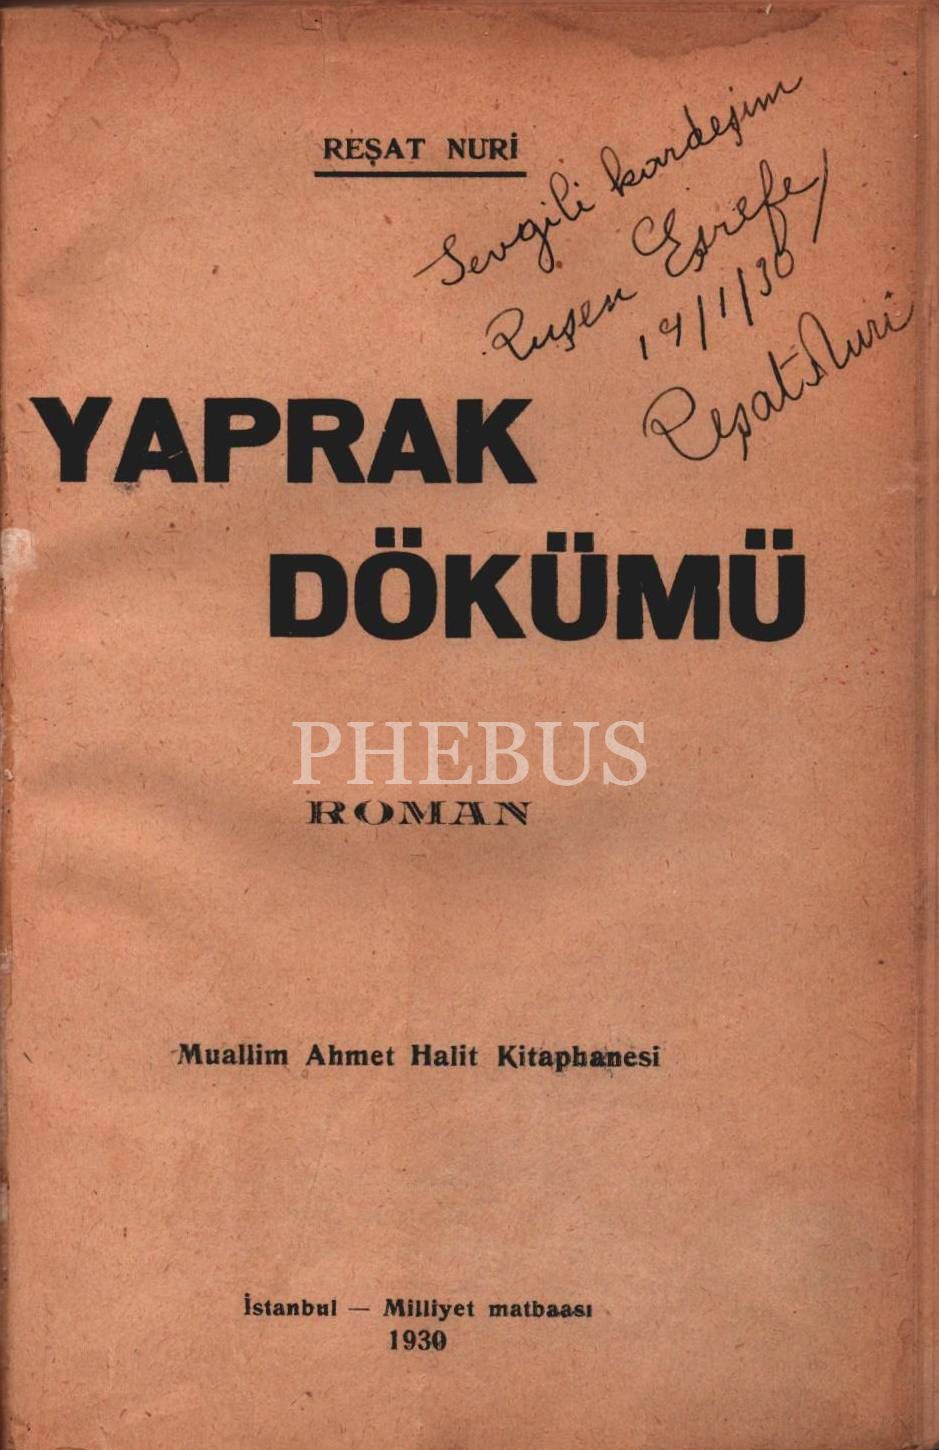 REŞAT NURİ
Sevgili kardeşim
Ruşen Eşrefe
19/1/30
Reşat Nuri
YAPRAK
DÖKÜMÜ
PHEBUS
ROMAN
Muallim Ahmet Halit Kitaphanesi
İstanbul — Milliyet matbaası
1930